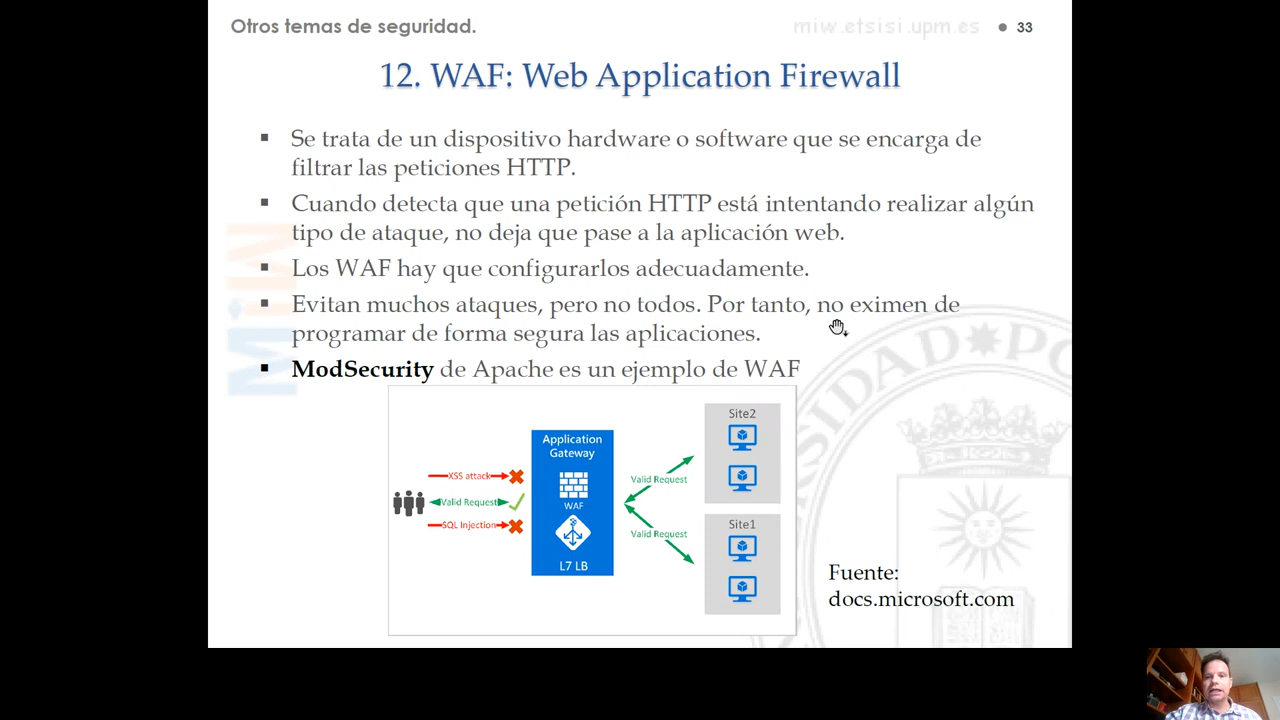 Otros temas de seguridad.
miw.etsisi.upm.es
33
12. WAF: Web Application Firewall
Se trata de un dispositivo hardware o software que se encarga de
filtrar las peticiones HTTP.
Cuando detecta que una petición HTTP está intentando realizar algún
tipo de ataque, no deja que pase a la aplicación web.
Los WAF hay que configurarlos adecuadamente.
Evitan muchos ataques, pero no todos. Por tanto, no eximen de
programar de forma segura las aplicaciones.
ModSecurity de Apache es un ejemplo de WAF
Application
Gateway
WAF
L7 LB
XSS attack
Valid Request
SQL Injection
Valid Request
Valid Request
Site2
Site1
Fuente:
docs.microsoft.com
MiW